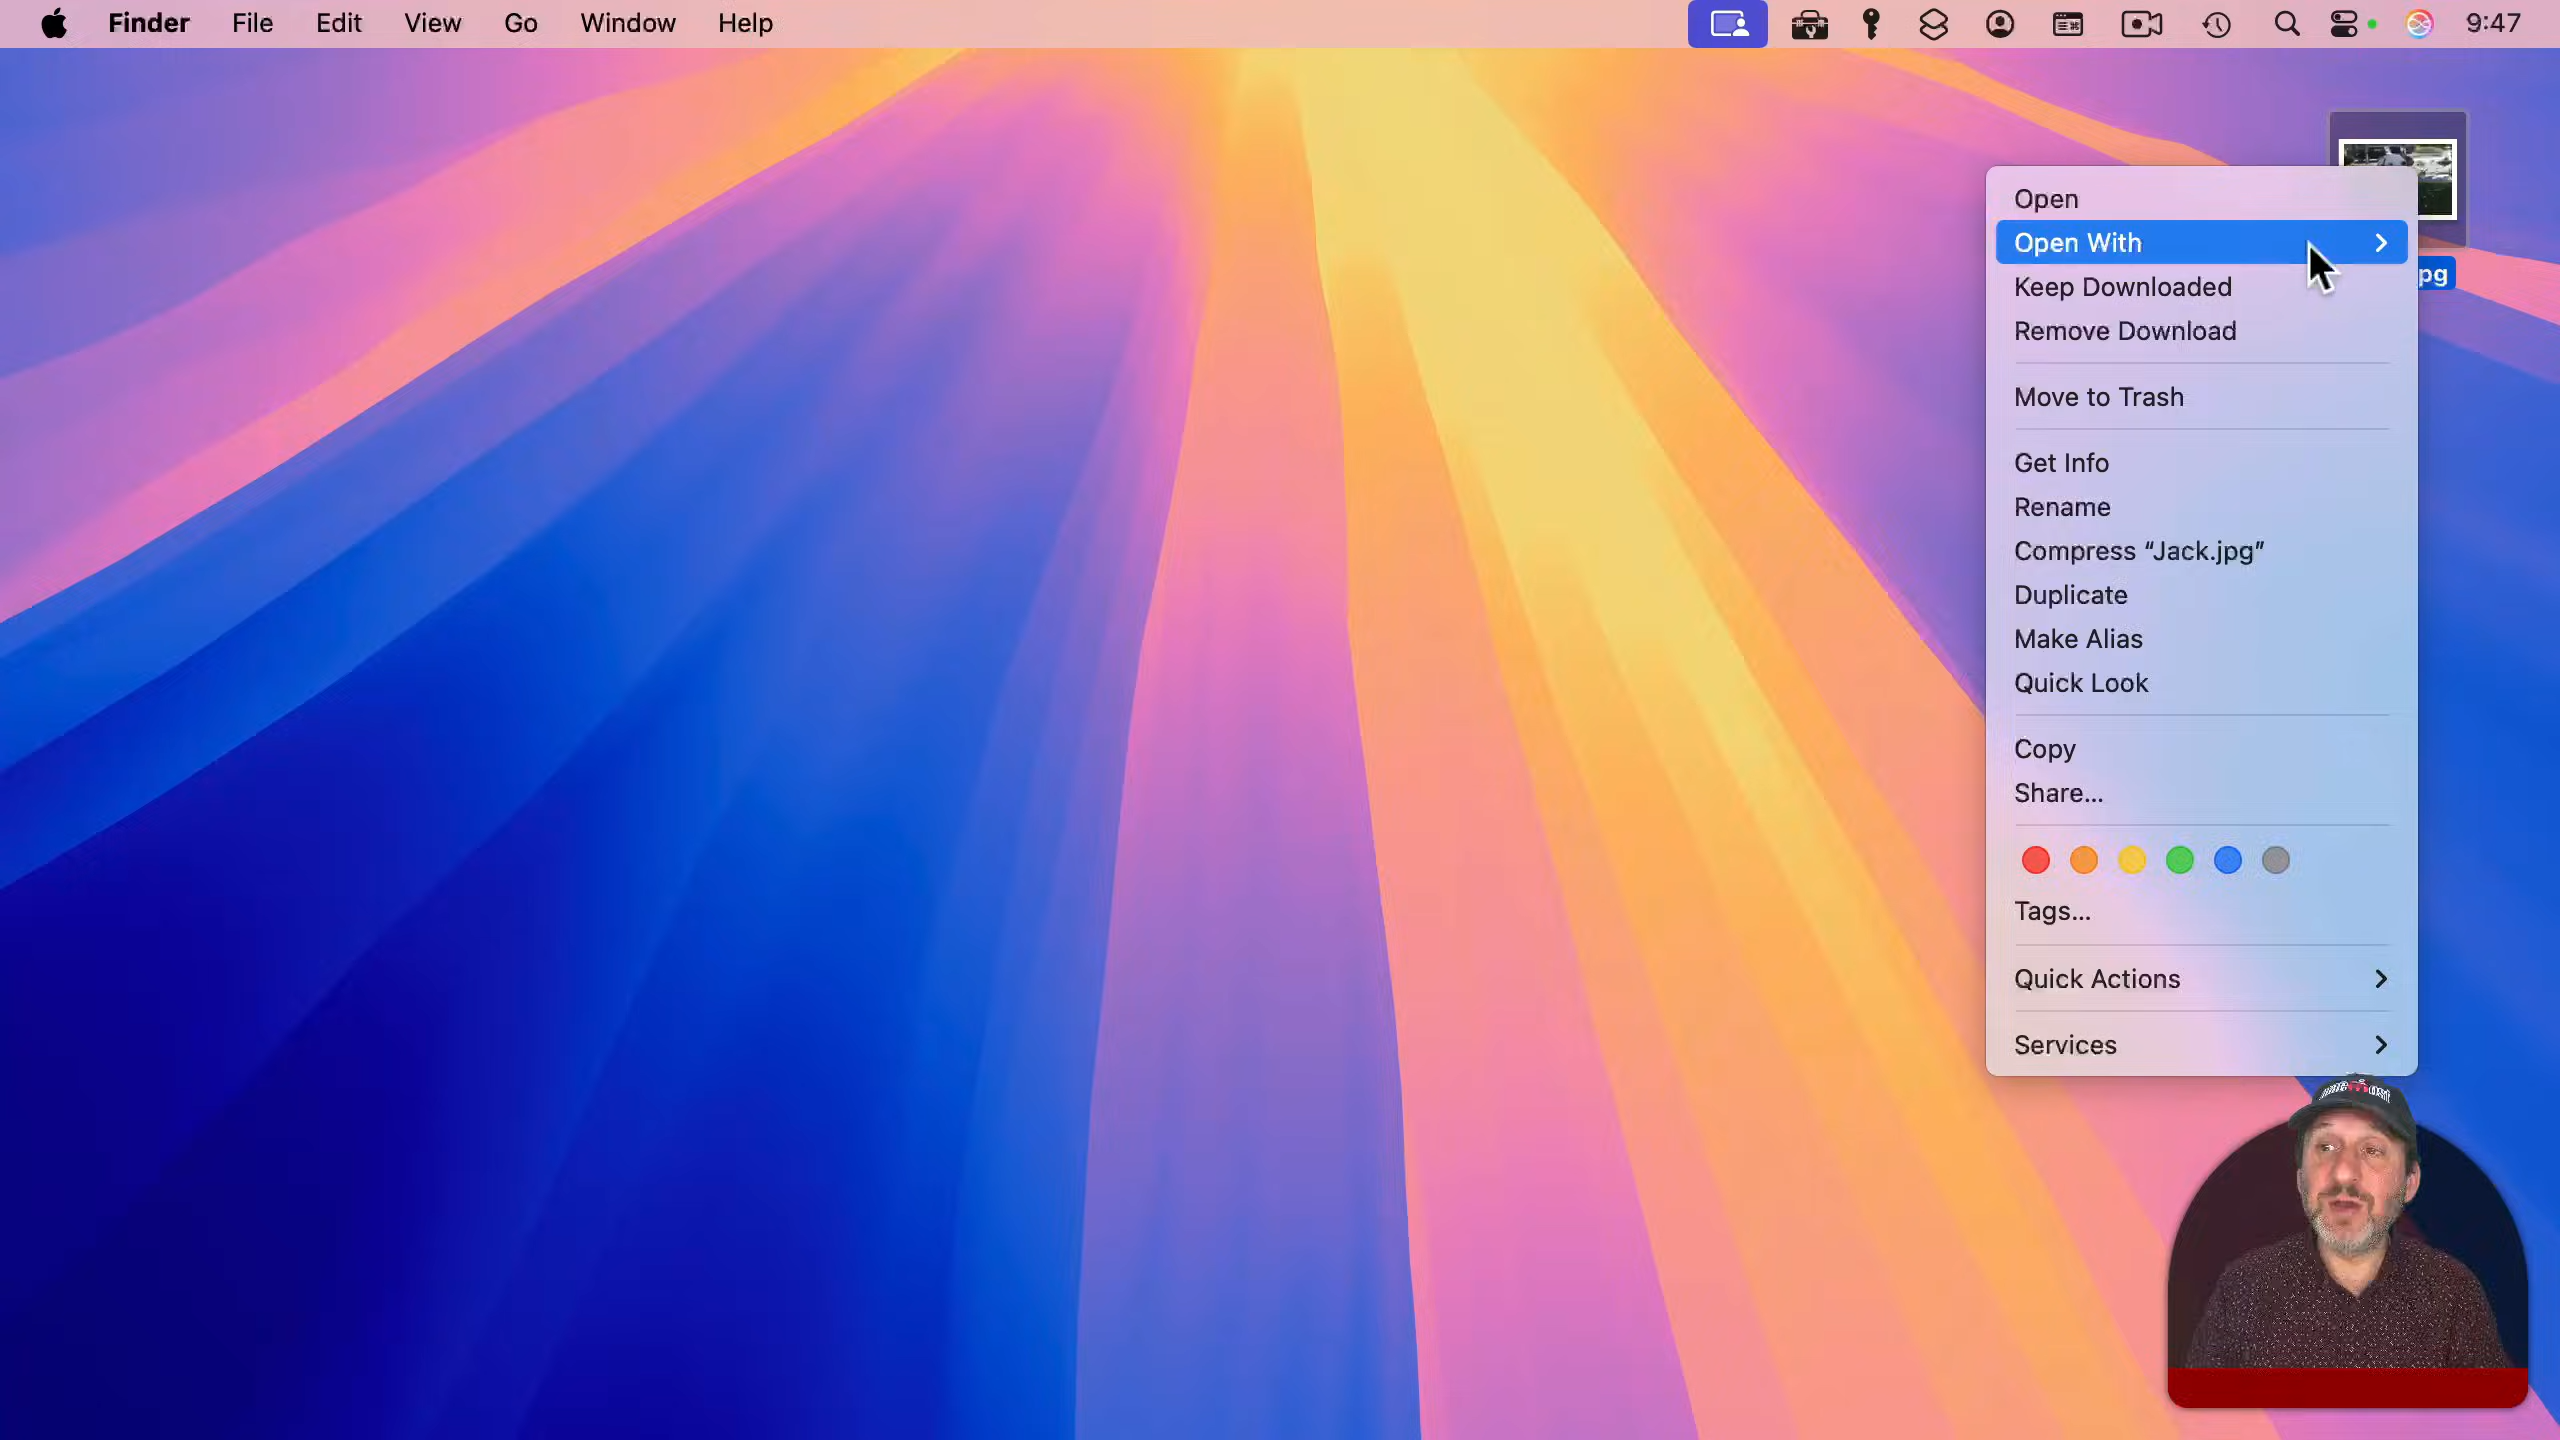 Finder File Edit View Go Window Help 9:47
Open
Open With
pg
Keep Downloaded
Remove Download
Move to Trash
Get Info
Rename
Compress “Jack.jpg”
Duplicate
Make Alias
Quick Look
Copy
Share...
Tags...
Quick Actions
Services